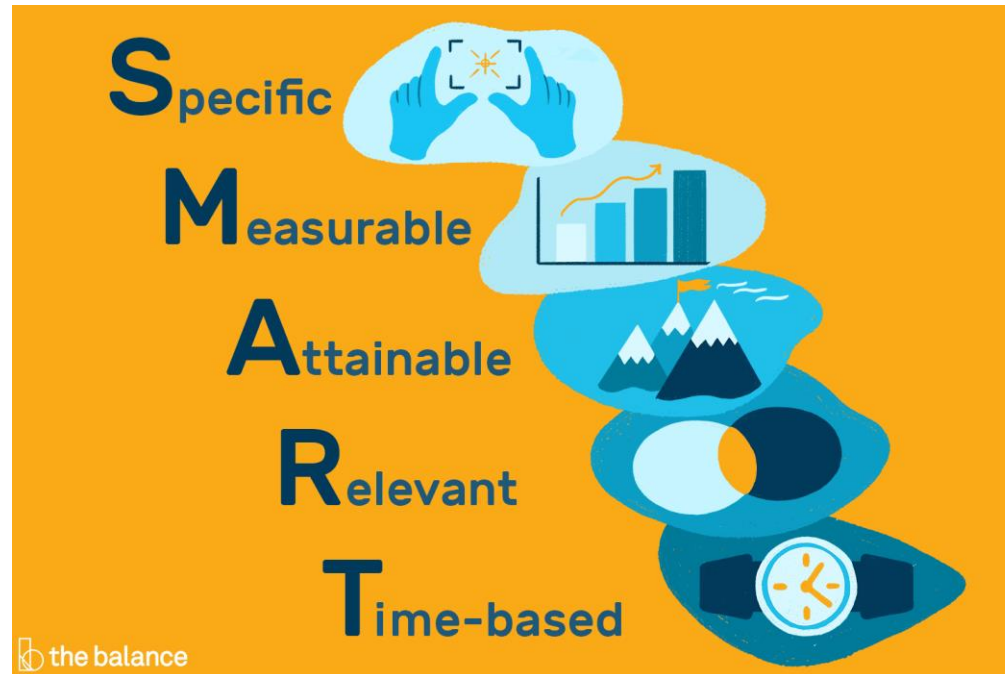 Specific
Measurable
Attainable
Relevant
Time-based
the balance